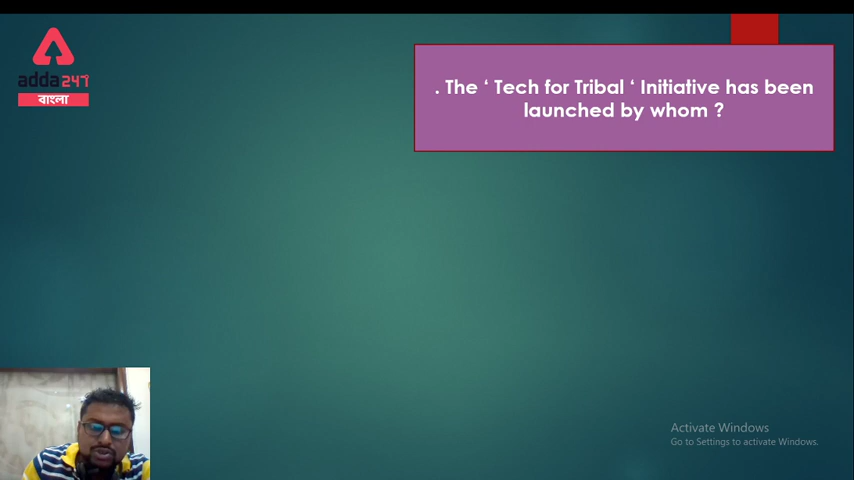 adda247
বাংলা
. The ‘ Tech for Tribal ‘ Initiative has been
launched by whom ?
Activate Windows
Go to Settings to activate Windows.